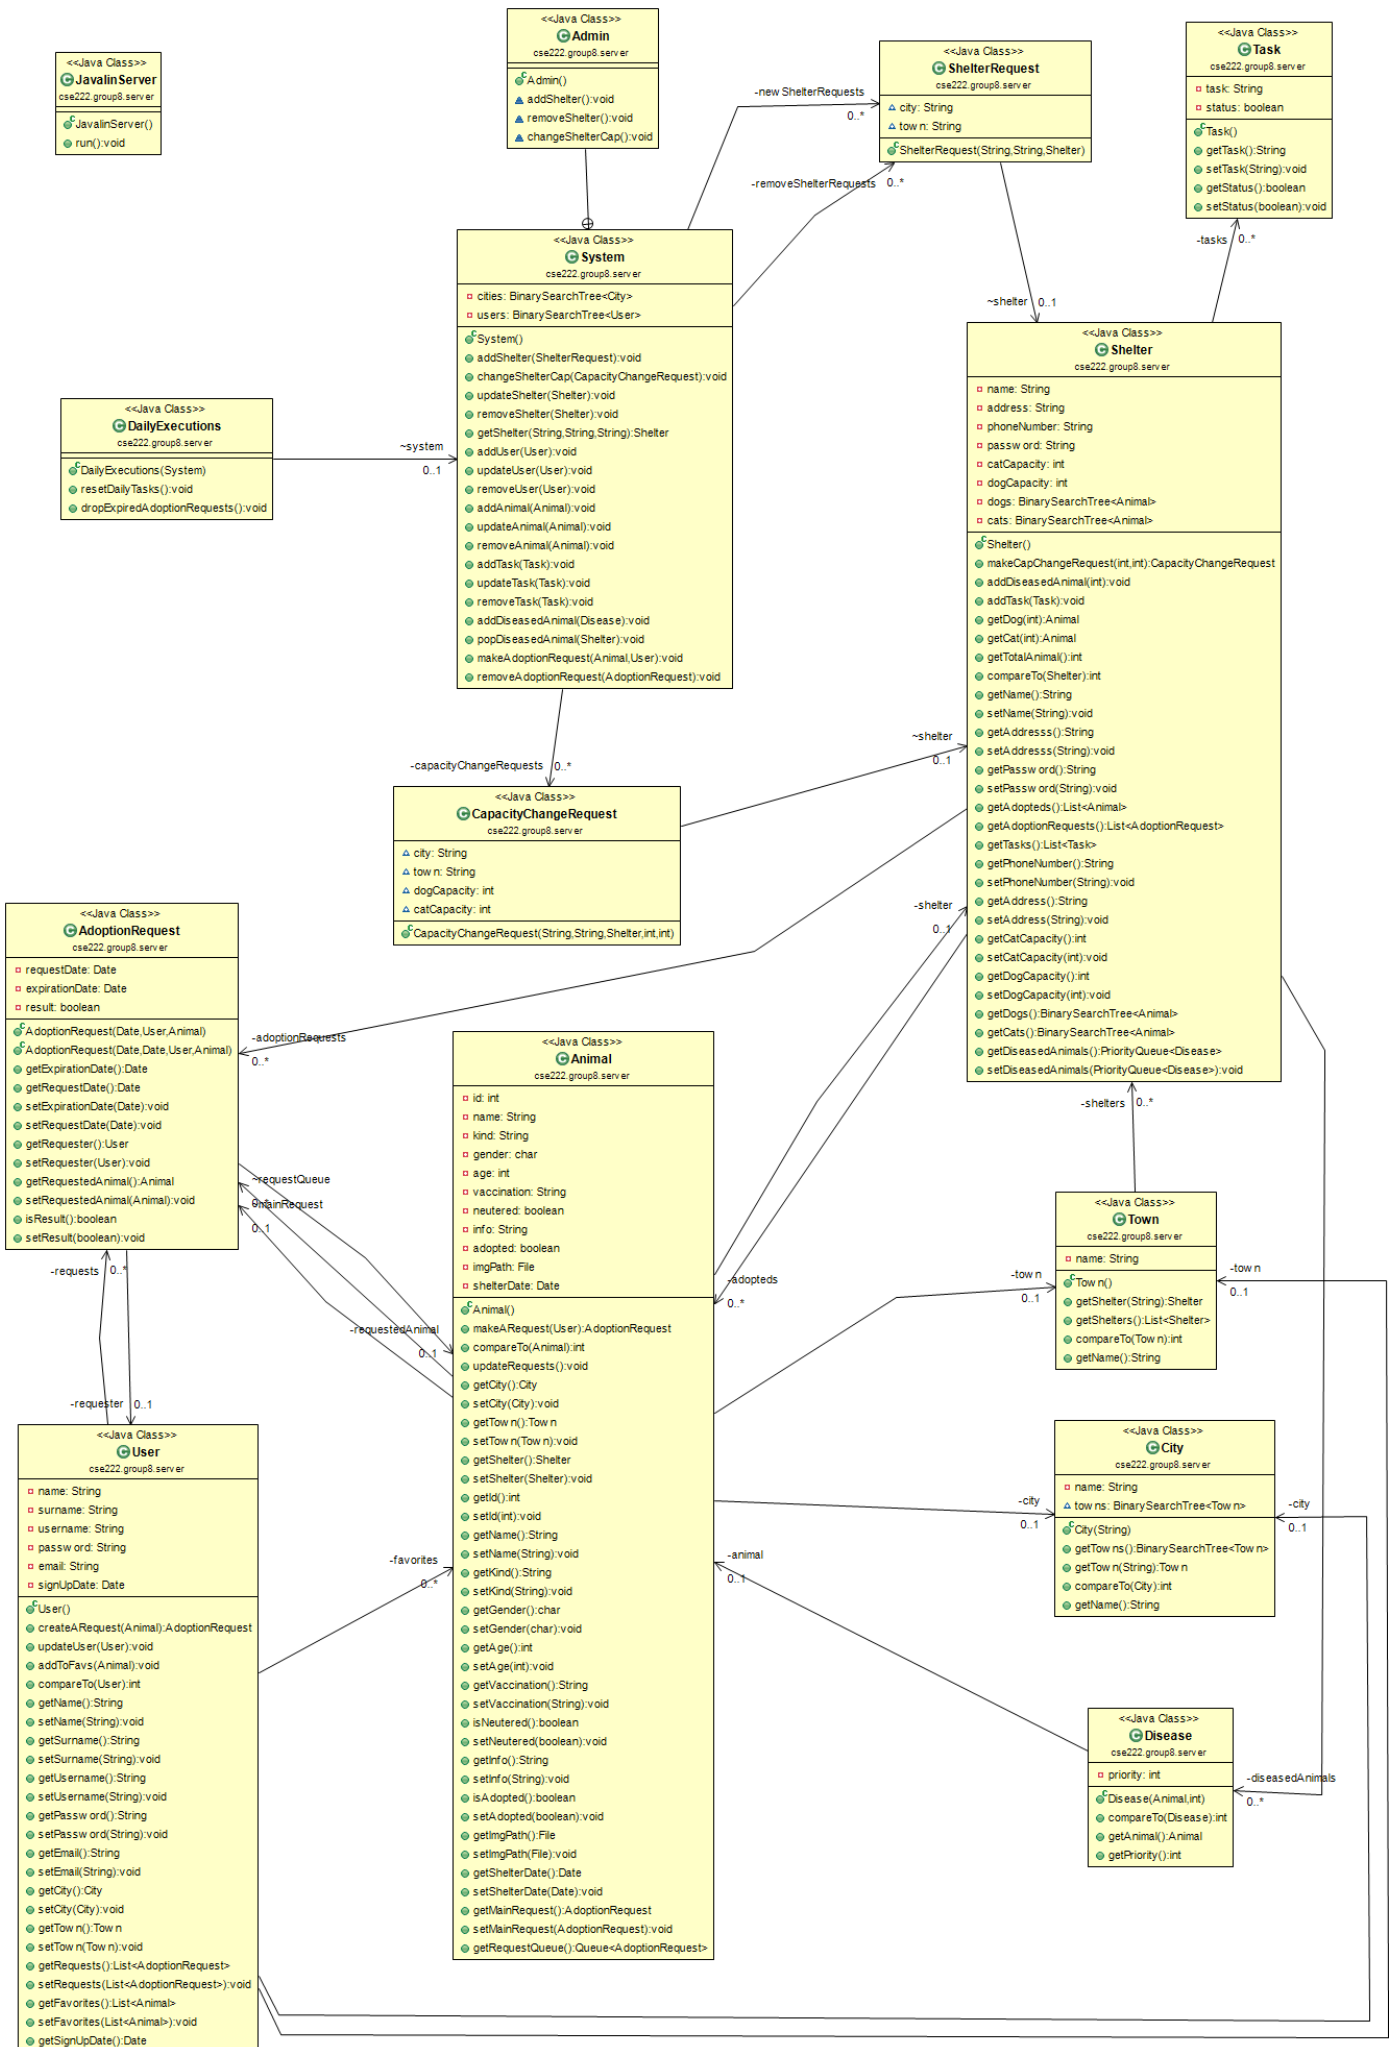 <<Java Class>>
JavalinServer
cse222.group8.server
JavalinServer()
run():void
<<Java Class>>
Admin
cse222.group8.server
Admin()
addShelter():void
removeShelter():void
changeShelterCap():void
<<Java Class>>
ShelterRequest
cse222.group8.server
city: String
town: String
ShelterRequest(String,String,Shelter)
<<Java Class>>
Task
cse222.group8.server
task: String
status: boolean
Task()
getTask():String
setTask(String):void
getStatus():boolean
setStatus(boolean):void
-newShelterRequests
0..*
-removeShelterRequests
0..*
~shelter
0..1
-tasks
0..*
<<Java Class>>
System
cse222.group8.server
cities: BinarySearchTree<City>
users: BinarySearchTree<User>
System()
addShelter(ShelterRequest):void
changeShelterCap(CapacityChangeRequest):void
updateShelter(Shelter):void
removeShelter(Shelter):void
getShelter(String,String,String):Shelter
addUser(User):void
updateUser(User):void
removeUser(User):void
addAnimal(Animal):void
updateAnimal(Animal):void
removeAnimal(Animal):void
addTask(Task):void
updateTask(Task):void
removeTask(Task):void
addDiseasedAnimal(Disease):void
popDiseasedAnimal(Shelter):void
makeAdoptionRequest(Animal,User):void
removeAdoptionRequest(AdoptionRequest):void
<<Java Class>>
DailyExecutions
cse222.group8.server
DailyExecutions(System)
resetDailyTasks():void
dropExpiredAdoptionRequests():void
~system
0..1
<<Java Class>>
Shelter
cse222.group8.server
name: String
address: String
phoneNumber: String
password: String
catCapacity: int
dogCapacity: int
dogs: BinarySearchTree<Animal>
cats: BinarySearchTree<Animal>
Shelter()
makeCapChangeRequest(int,int):CapacityChangeRequest
addDiseasedAnimal(int):void
addTask(Task):void
getDog(int):Animal
getCat(int):Animal
getTotalAnimal():int
compareTo(Shelter):int
getName():String
setName(String):void
getAddresss():String
setAddresss(String):void
getPassword():String
setPassword(String):void
getAdopteds():List<Animal>
getAdoptionRequests():List<AdoptionRequest>
getTasks():List<Task>
getPhoneNumber():String
setPhoneNumber(String):void
getAddress():String
setAddress(String):void
getCatCapacity():int
setCatCapacity(int):void
getDogCapacity():int
setDogCapacity(int):void
getDogs():BinarySearchTree<Animal>
getCats():BinarySearchTree<Animal>
getDiseasedAnimals():PriorityQueue<Disease>
setDiseasedAnimals(PriorityQueue<Disease>):void
-capacityChangeRequests
0..*
~shelter
0..1
<<Java Class>>
CapacityChangeRequest
cse222.group8.server
city: String
town: String
dogCapacity: int
catCapacity: int
CapacityChangeRequest(String,String,Shelter,int,int)
-shelter
0..1
<<Java Class>>
AdoptionRequest
cse222.group8.server
requestDate: Date
expirationDate: Date
result: boolean
AdoptionRequest(Date,User,Animal)
AdoptionRequest(Date,Date,User,Animal)
getExpirationDate():Date
getRequestDate():Date
setExpirationDate(Date):void
setRequestDate(Date):void
getRequester():User
setRequester(User):void
getRequestedAnimal():Animal
setRequestedAnimal(Animal):void
isResult():boolean
setResult(boolean):void
-adoptionRequests
0..*
~requestQueue
0..*
-mainRequest
0..1
-requestedAnimal
0..1
-requests
0..*
-requester
0..1
<<Java Class>>
Animal
cse222.group8.server
id: int
name: String
kind: String
gender: char
age: int
vaccination: String
neutered: boolean
info: String
adopted: boolean
imgPath: File
shelterDate: Date
Animal()
makeARequest(User):AdoptionRequest
compareTo(Animal):int
updateRequests():void
getCity():City
setCity(City):void
getTown():Town
setTown(Town):void
getShelter():Shelter
setShelter(Shelter):void
getId():int
setId(int):void
getName():String
setName(String):void
getKind():String
setKind(String):void
getGender():char
setGender(char):void
getAge():int
setAge(int):void
getVaccination():String
setVaccination(String):void
isNeutered():boolean
setNeutered(boolean):void
getInfo():String
setInfo(String):void
isAdopted():boolean
setAdopted(boolean):void
getImgPath():File
setImgPath(File):void
getShelterDate():Date
setShelterDate(Date):void
getMainRequest():AdoptionRequest
setMainRequest(AdoptionRequest):void
getRequestQueue():Queue<AdoptionRequest>
-adopteds
0..*
-shelters
0..*
<<Java Class>>
Town
cse222.group8.server
name: String
Town()
getShelter(String):Shelter
getShelters():List<Shelter>
compareTo(Town):int
getName():String
-town
0..1
-town
0..1
<<Java Class>>
City
cse222.group8.server
name: String
towns: BinarySearchTree<Town>
City(String)
getTowns():BinarySearchTree<Town>
getTown(String):Town
compareTo(City):int
getName():String
-city
0..1
-city
0..1
<<Java Class>>
User
cse222.group8.server
name: String
surname: String
username: String
password: String
email: String
signUpDate: Date
User()
createARequest(Animal):AdoptionRequest
updateUser(User):void
addToFavs(Animal):void
compareTo(User):int
getName():String
setName(String):void
getSurname():String
setSurname(String):void
getUsername():String
setUsername(String):void
getPassword():String
setPassword(String):void
getEmail():String
setEmail(String):void
getCity():City
setCity(City):void
getTown():Town
setTown(Town):void
getRequests():List<AdoptionRequest>
setRequests(List<AdoptionRequest>):void
getFavorites():List<Animal>
setFavorites(List<Animal>):void
getSignUpDate():Date
-favorites
0..*
-animal
0..1
<<Java Class>>
Disease
cse222.group8.server
priority: int
Disease(Animal,int)
compareTo(Disease):int
getAnimal():Animal
getPriority():int
-diseasedAnimals
0..*